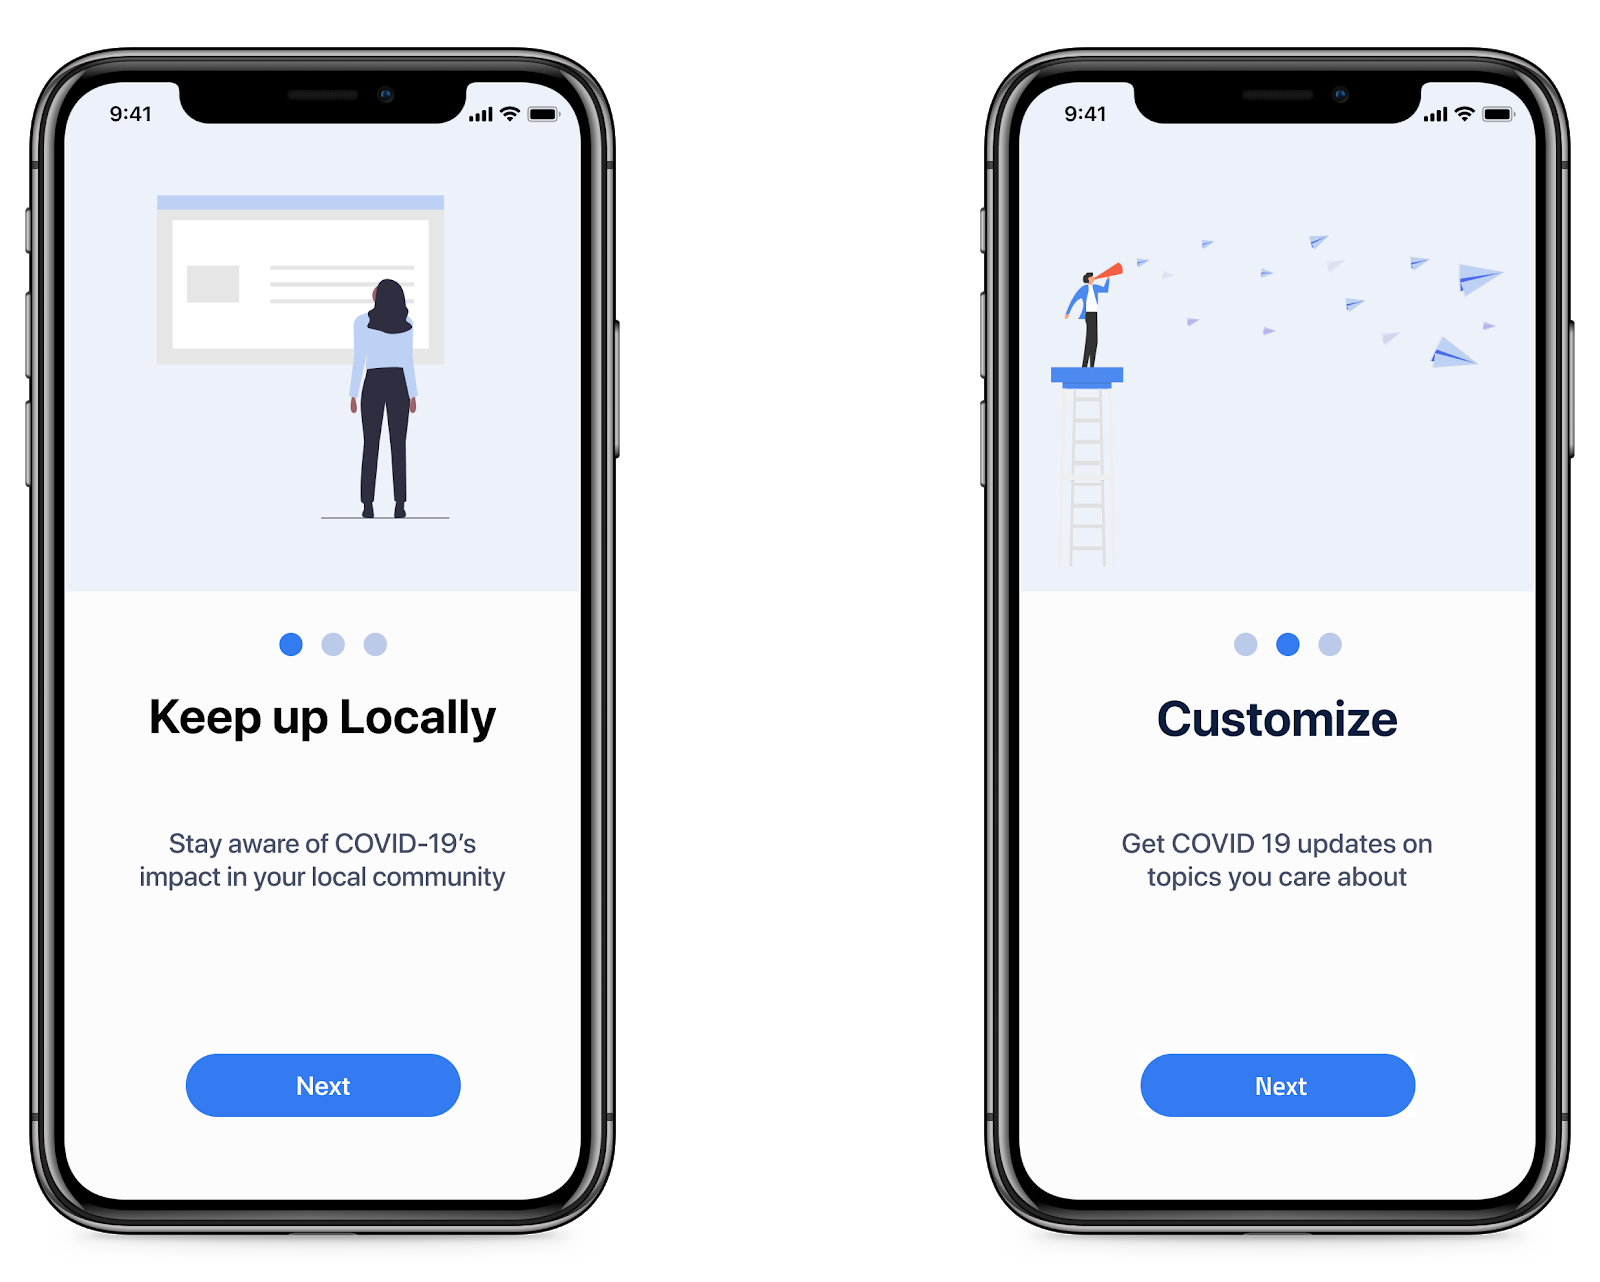 9:41
Keep up Locally
Stay aware of COVID-19’s
impact in your local community
Next
9:41
Customize
Get COVID 19 updates on
topics you care about
Next